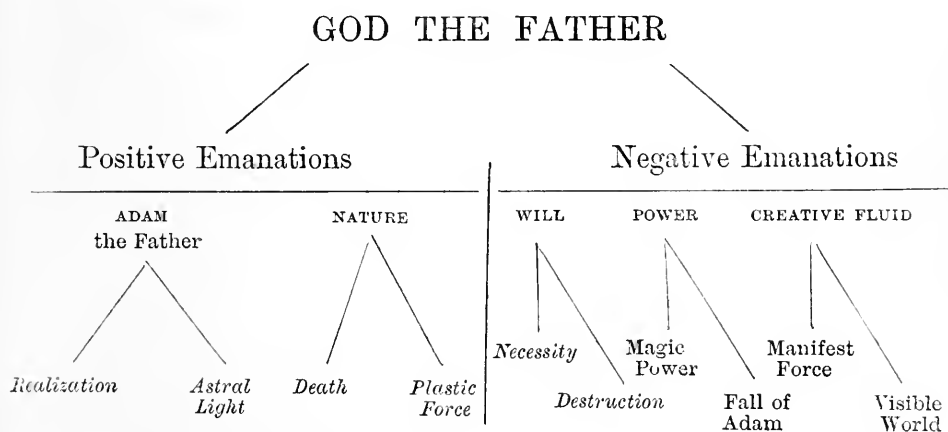 GOD THE FATHER
Positive Emanations
Negative Emanations
ADAM
the Father
NATURE
WILL
POWER
CREATIVE FLUID
Realization
Astral
Light
Death
Plastic
Force
Necessity
Destruction
Magic
Power
Fall of
Adam
Manifest
Force
Visible
World